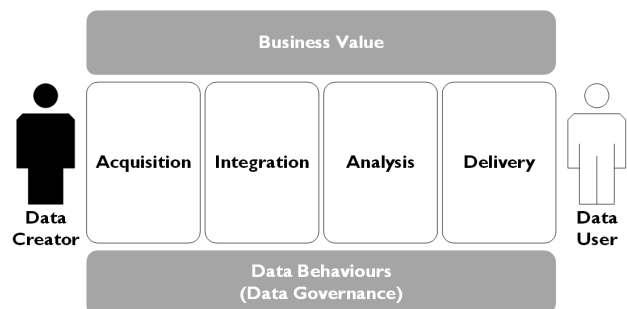 Business Value
Acquisition
Integration
Analysis
Delivery
Data
Creator
Data
User
Data Behaviours
(Data Governance)